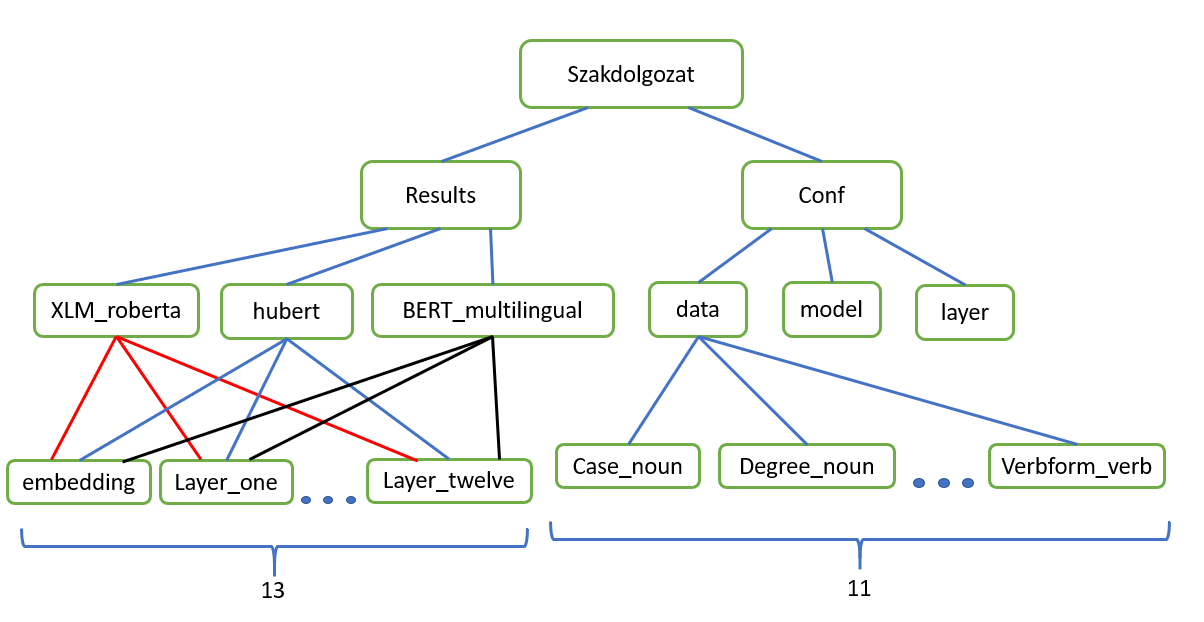 Szakdolgozat
Results
Conf
XLM_roberta
hubert
BERT_multilingual
data
model
layer
embedding
Layer_one
Layer_twelve
Case_noun
Degree_noun
Verbform_verb
13
11